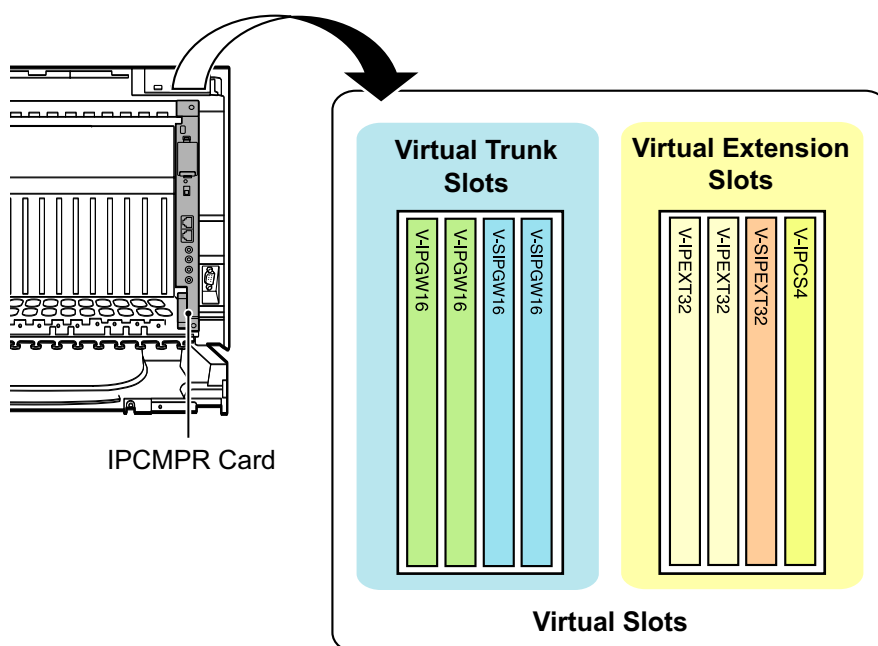 IPCMPR Card
Virtual Trunk
Slots
V-IPGW16
V-IPGW16
V-SIPGW16
V-SIPGW16
Virtual Extension
Slots
V-IPEXT32
V-IPEXT32
V-SIPEXT32
V-IPCS4
Virtual Slots